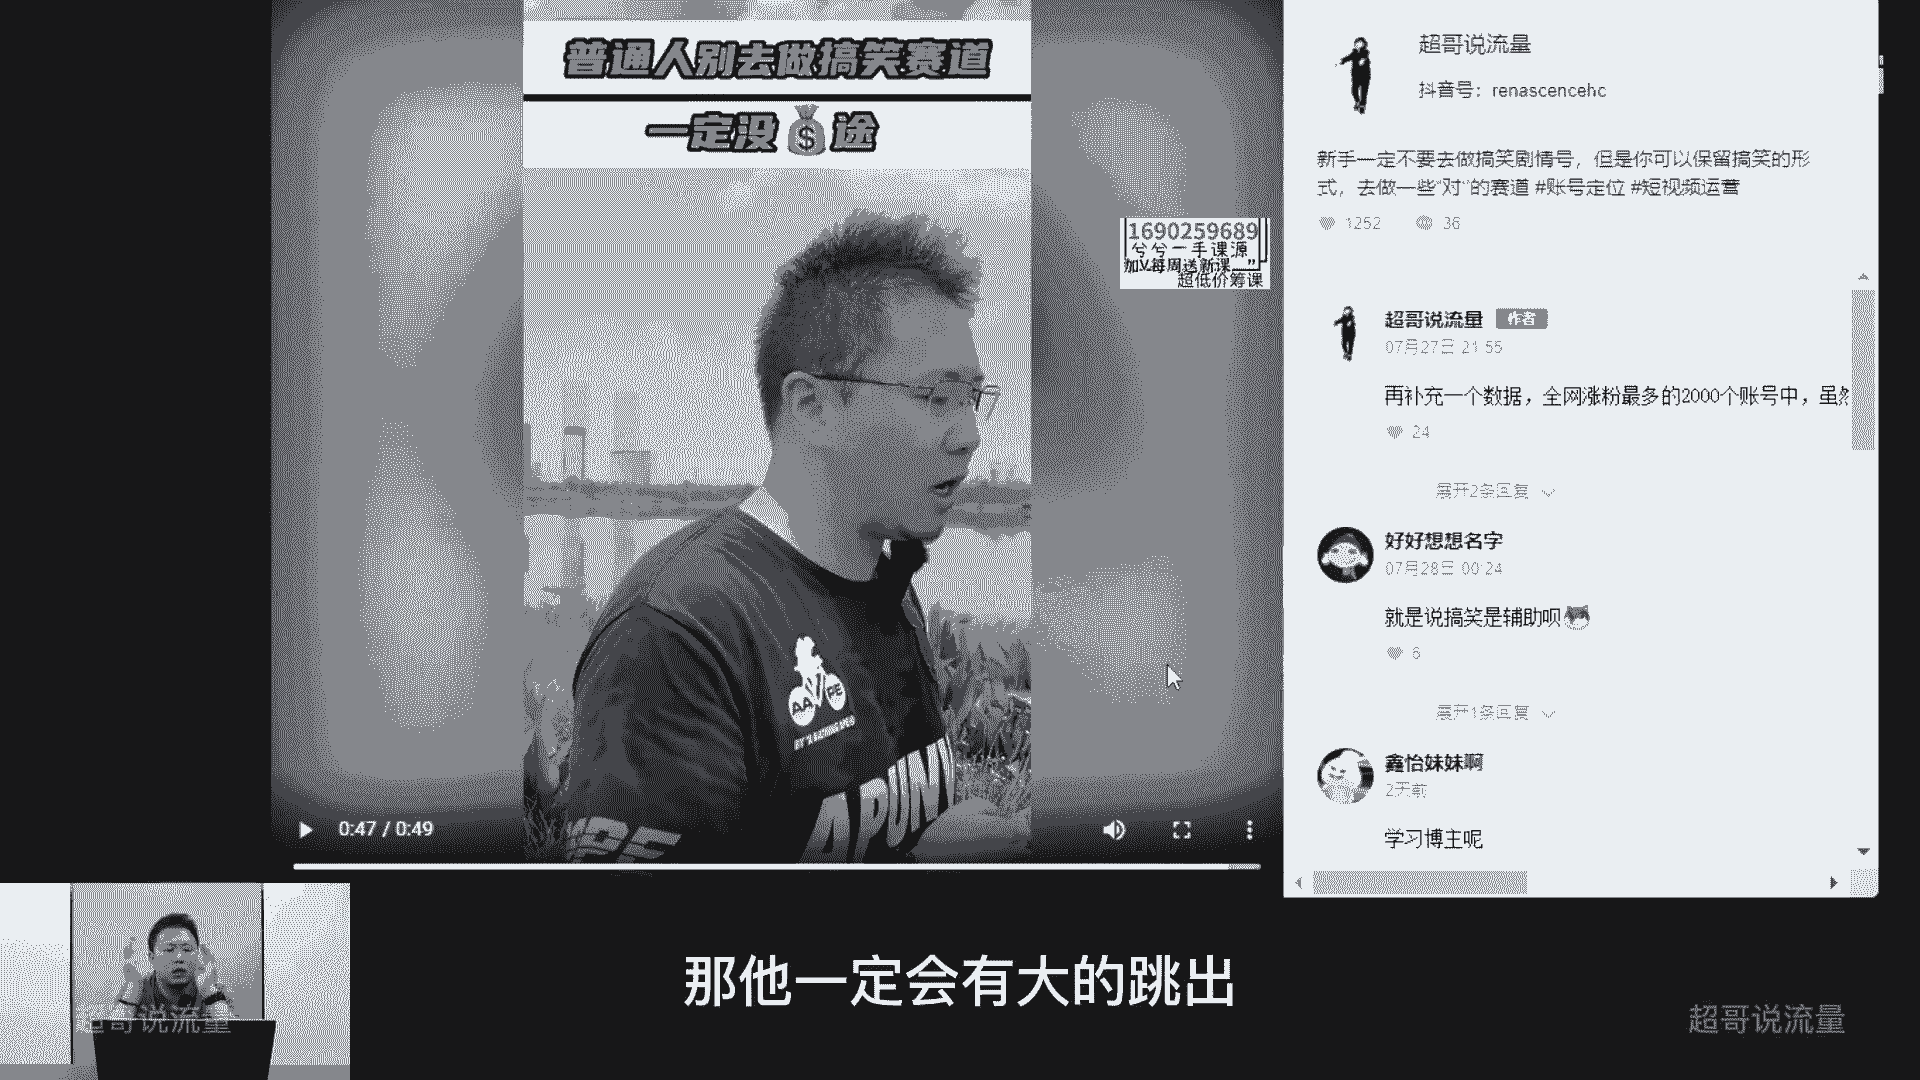 普通人别去做搞笑赛道
一定没💰途
1690259689
兮兮一手课源
加V每周送新课
超低价筹课
AAPE
APUNV
0:47 / 0:49
超哥说流量
抖音号：renascencehc
新手一定不要去做搞笑剧情号，但是你可以保留搞笑的形
式，去做一些“对”的赛道 #账号定位 #短视频运营
1252
36
超哥说流量 作者
07月27日 21:55
再补充一个数据，全网涨粉最多的2000个账号中，虽然
24
展开2条回复
好好想想名字
07月28日 00:24
就是说搞笑是辅助呗
6
展开1条回复
鑫怡妹妹啊
2天前
学习博主呢
那他一定会有大的跳出
超哥说流量
超哥说流量